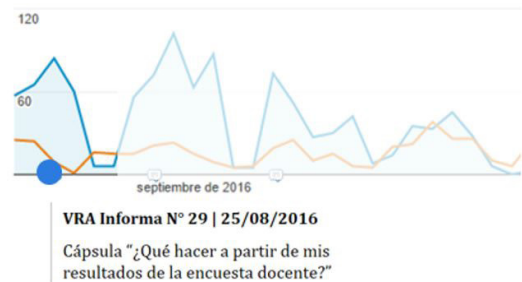 120
60
septiembre de 2016
VRA Informa N° 29 | 25/08/2016
Cápsula “¿Qué hacer a partir de mis
resultados de la encuesta docente?”